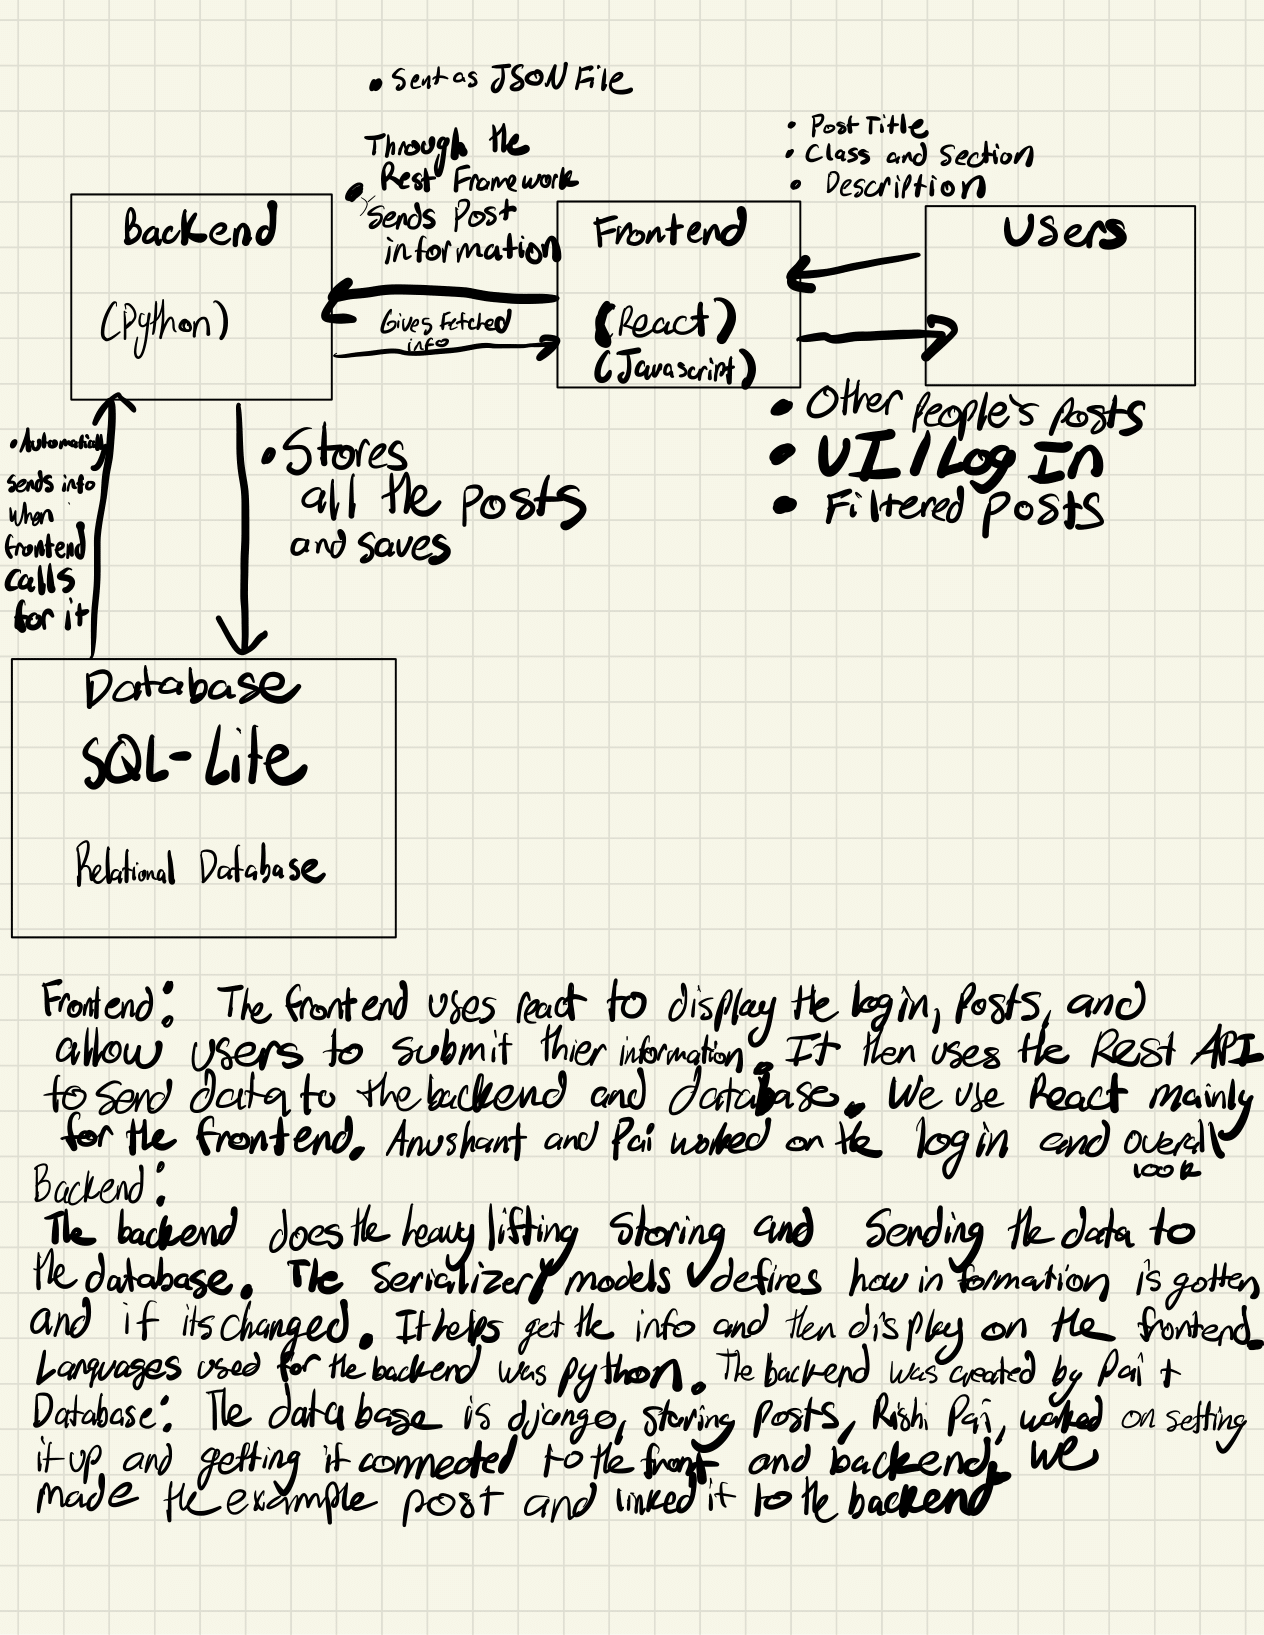 • Sent as JSON File
Through the
• Rest Framework
Sends Post
information
• Post Title
• Class and Section
• Description
Backend
(Python)
Frontend
(React)
(Javascript)
Users
Gives Fetched
info
• Other People's posts
• UI/Log In
• Filtered posts
• Automatically
sends info
when
frontend
calls
for it
• Stores
all the posts
and saves
Database
SQL-Lite
Relational Database
Frontend: The frontend uses react to display the login, posts, and
allow users to submit thier information. It then uses the Rest API
to send data to the backend and database. We use React mainly
for the frontend. Anushant and Pai worked on the login and overall
look
Backend:
The backend does the heavy lifting Storing and Sending the data to
the database. The Serializer/models defires how information is gotten
and if its changed. It helps get the info and then display on the frontend.
Languages used for the backend was python. The backend was created by Pai +
Database: The database is django, storing posts, Rishi Pai, worked on setting
it up and getting it connected to the front and backend. We
made the example post and linked it to the backend